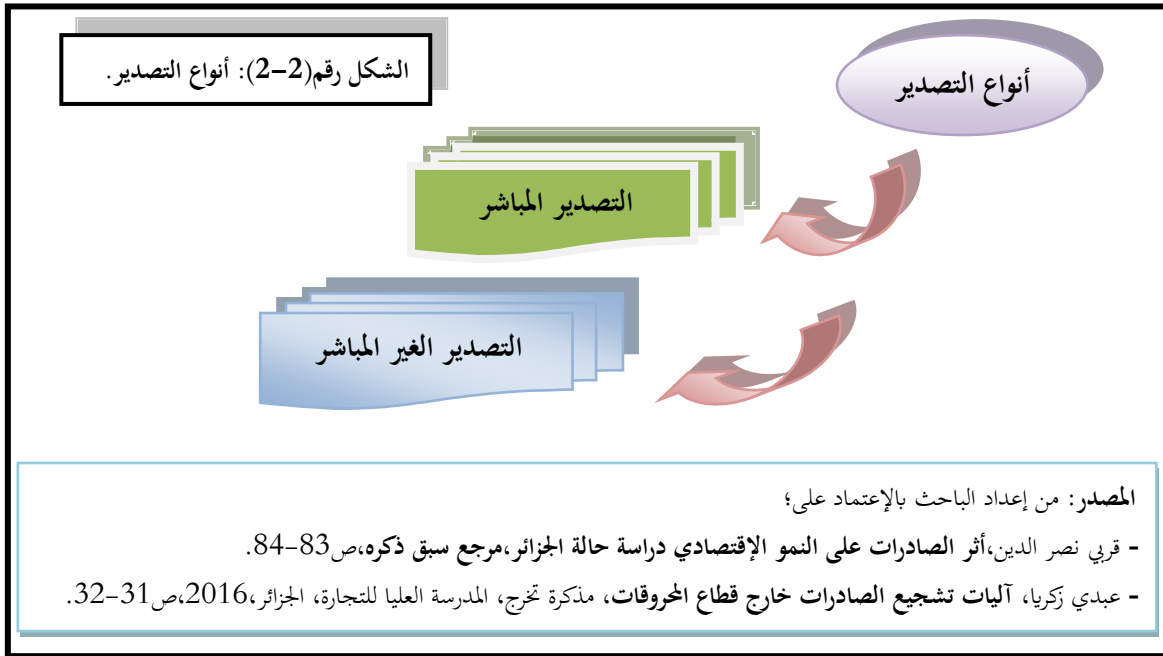 الشكل رقم(2-2): أنواع التصدير.
أنواع التصدير
التصدير المباشر
التصدير الغير المباشر
المصدر: من إعداد الباحث بالإعتماد على؛
- قربي نصر الدين،أثر الصادرات على النمو الإقتصادي دراسة حالة الجزائر،مرجع سبق ذكره،ص83-84.
- عبدي زكريا، آليات تشجيع الصادرات خارج قطاع المحروقات، مذكرة تخرج، المدرسة العليا للتجارة، الجزائر،2016،ص31-32.